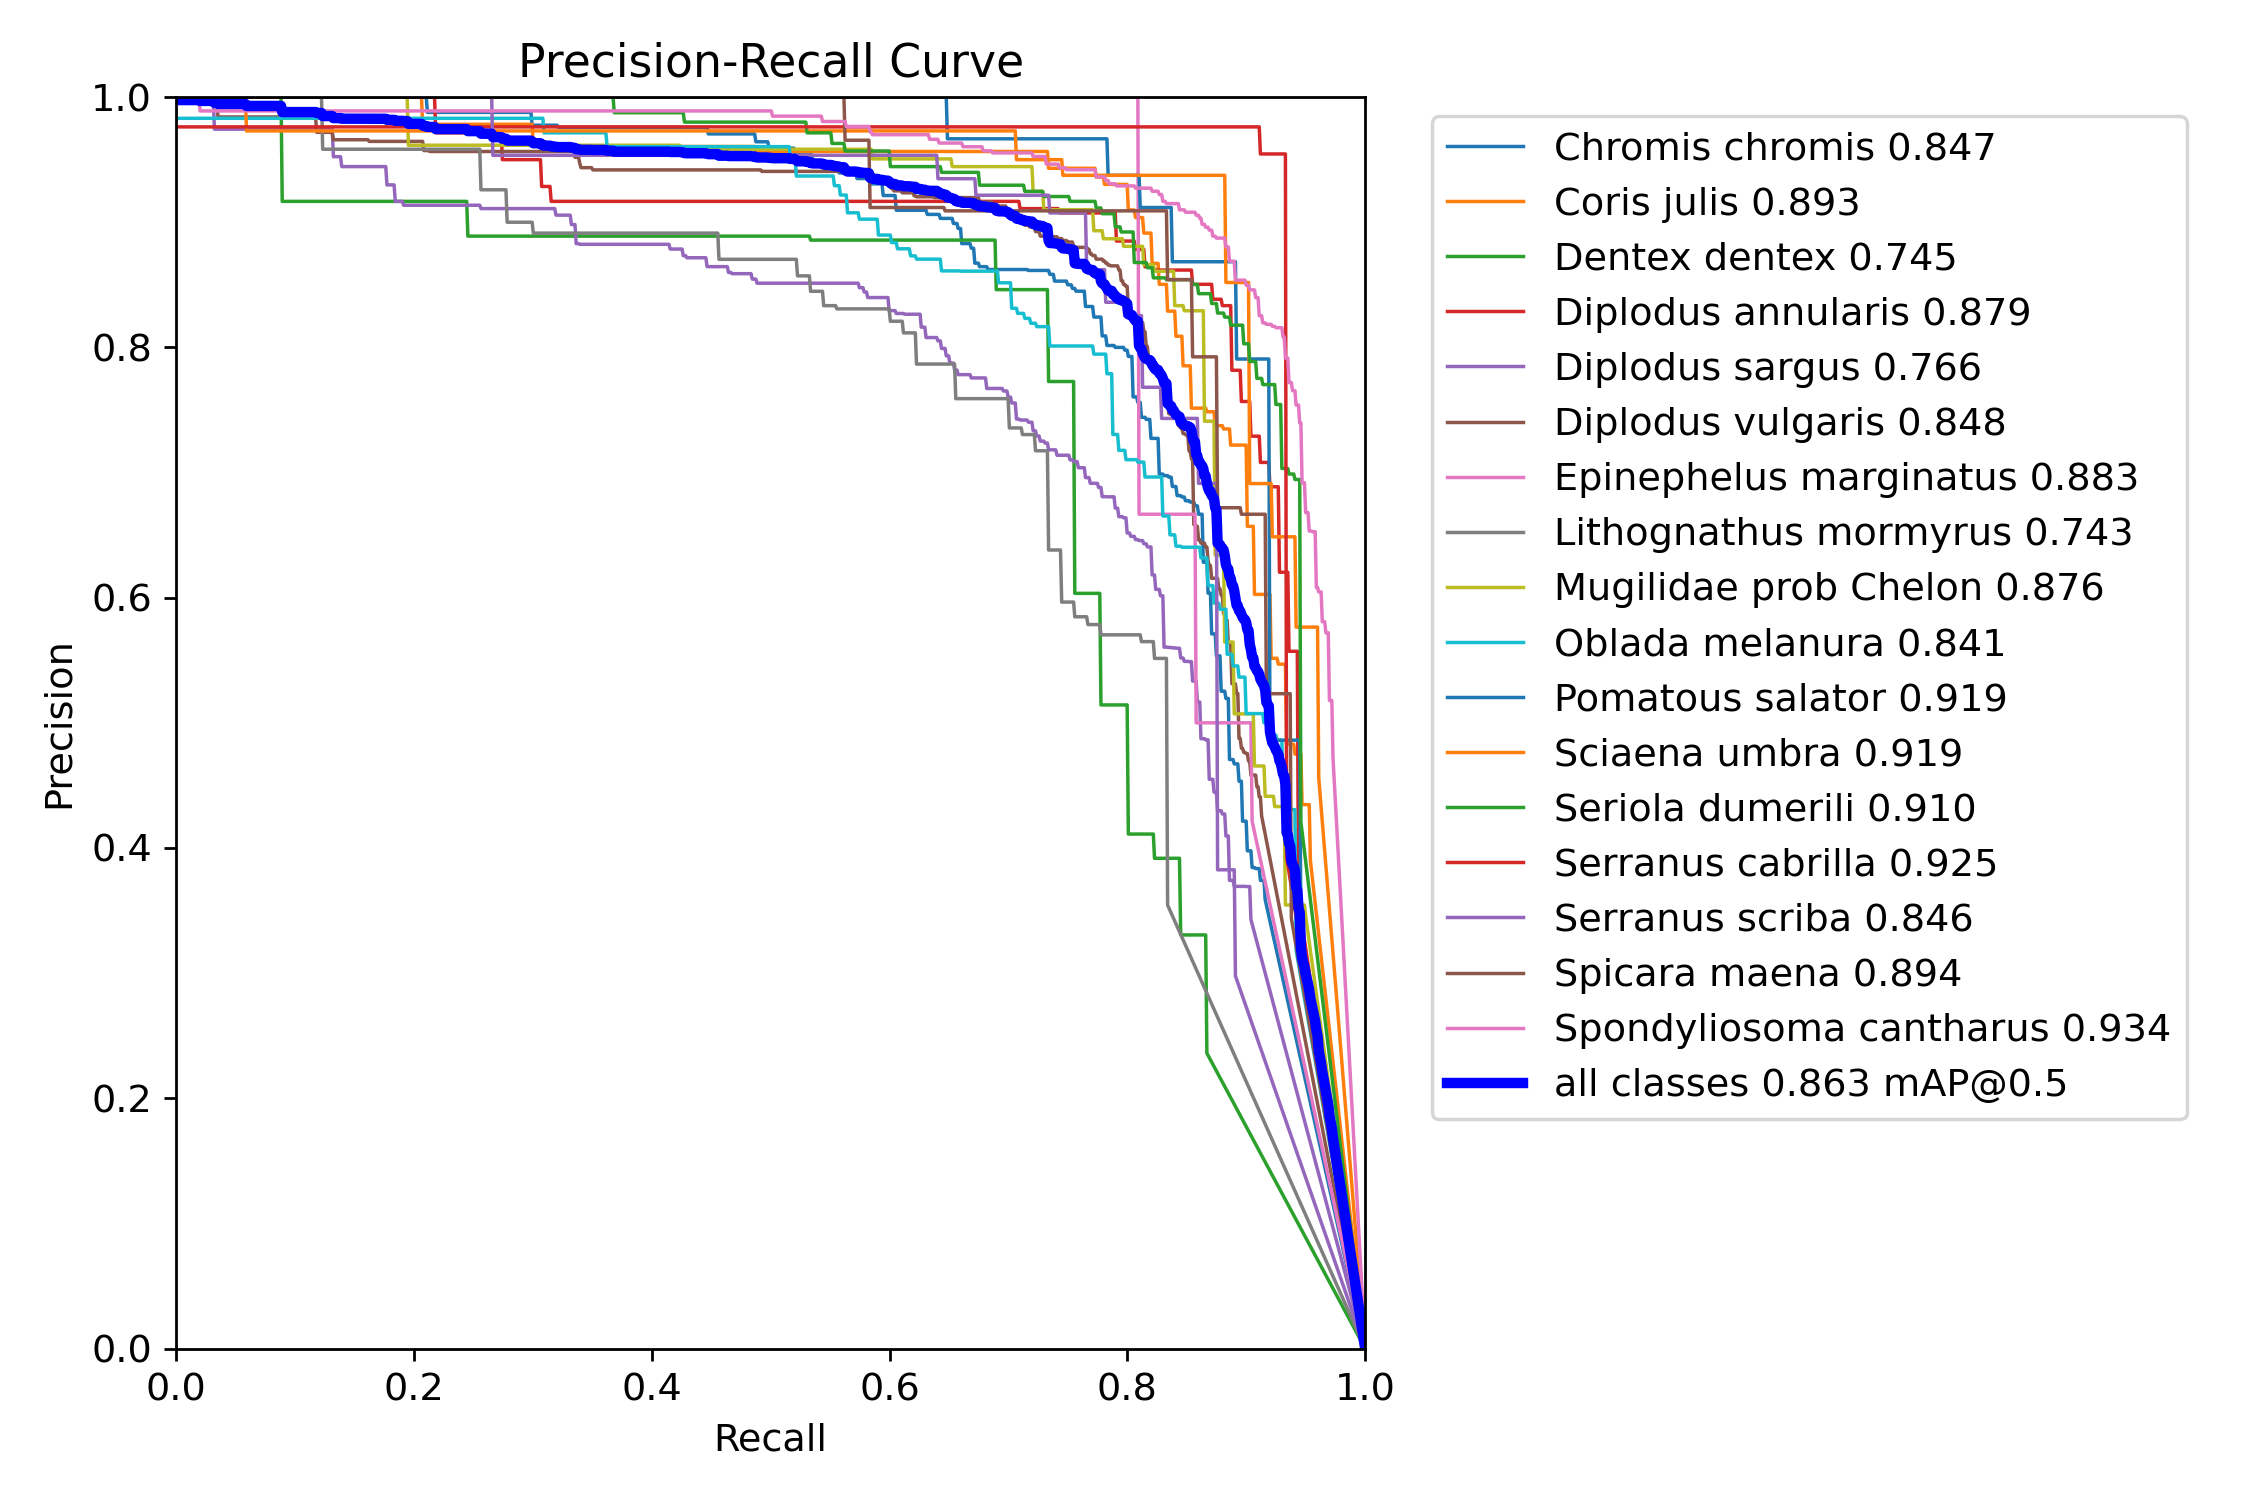 Precision-Recall Curve
1.0
0.8
0.6
0.4
0.2
0.0
Precision
0.0 0.2 0.4 0.6 0.8 1.0
Recall
Chromis chromis 0.847
Coris julis 0.893
Dentex dentex 0.745
Diplodus annularis 0.879
Diplodus sargus 0.766
Diplodus vulgaris 0.848
Epinephelus marginatus 0.883
Lithognathus mormyrus 0.743
Mugilidae prob Chelon 0.876
Oblada melanura 0.841
Pomatous salator 0.919
Sciaena umbra 0.919
Seriola dumerili 0.910
Serranus cabrilla 0.925
Serranus scriba 0.846
Spicara maena 0.894
Spondyliosoma cantharus 0.934
all classes 0.863 mAP@0.5